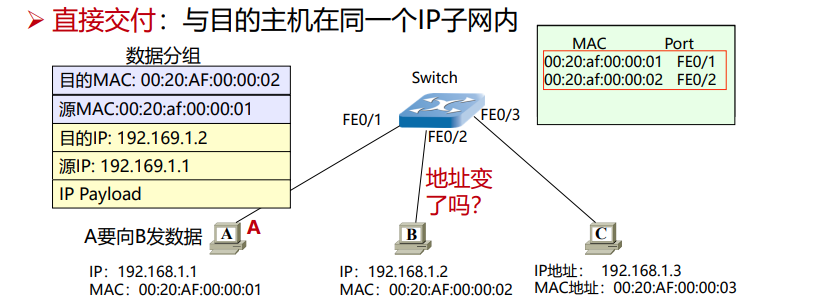 ➢ 直接交付：与目的主机在同一个IP子网内
数据分组
目的MAC: 00:20:AF:00:00:02
源MAC:00:20:af:00:00:01
目的IP: 192.169.1.2
源IP: 192.169.1.1
IP Payload
MAC Port
00:20:af:00:00:01 FE0/1
00:20:af:00:00:02 FE0/2
Switch
FE0/1
FE0/2
FE0/3
地址变
了吗?
A要向B发数据
A
A
B
C
IP：192.168.1.1
MAC：00:20:AF:00:00:01
IP：192.168.1.2
MAC：00:20:AF:00:00:02
IP地址： 192.168.1.3
MAC地址：00:20:AF:00:00:03